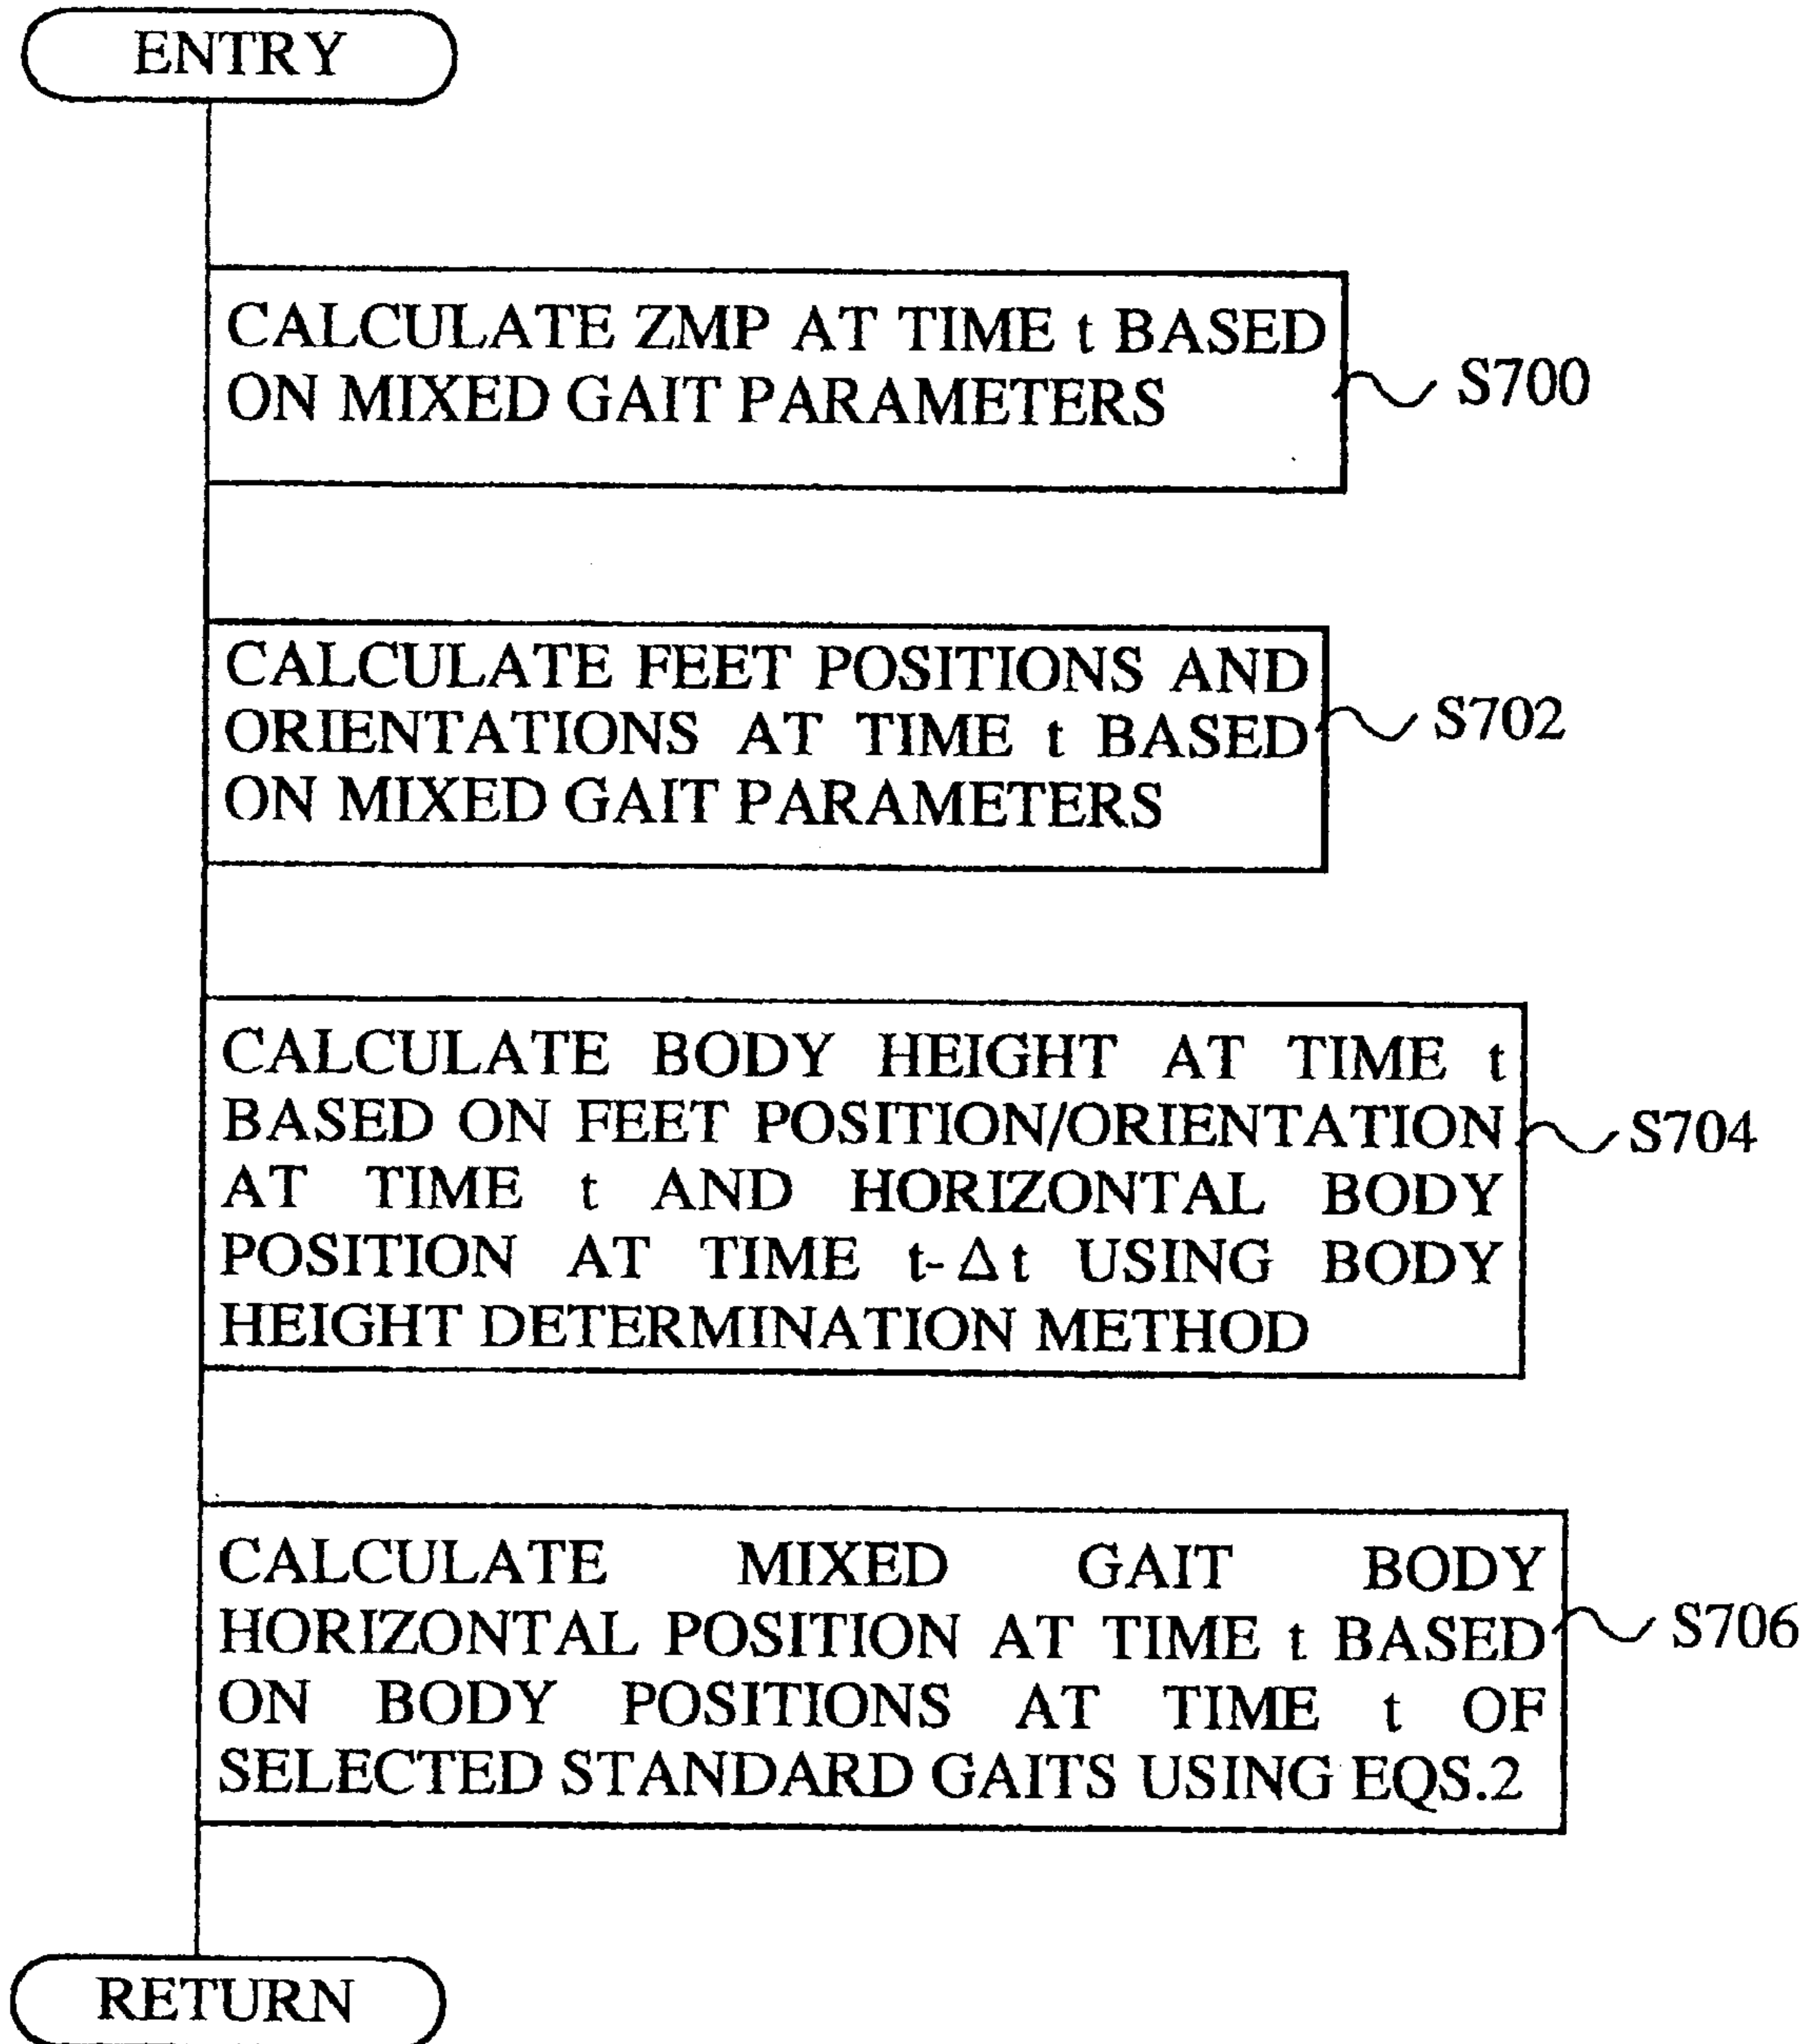 ENTRY
CALCULATE ZMP AT TIME t BASED
ON MIXED GAIT PARAMETERS
S700
CALCULATE FEET POSITIONS AND
ORIENTATIONS AT TIME t BASED
ON MIXED GAIT PARAMETERS
S702
CALCULATE BODY HEIGHT AT TIME t
BASED ON FEET POSITION/ORIENTATION
AT TIME t AND HORIZONTAL BODY
POSITION AT TIME t-Δt USING BODY
HEIGHT DETERMINATION METHOD
S704
CALCULATE MIXED GAIT BODY
HORIZONTAL POSITION AT TIME t BASED
ON BODY POSITIONS AT TIME t OF
SELECTED STANDARD GAITS USING EQS.2
S706
RETURN